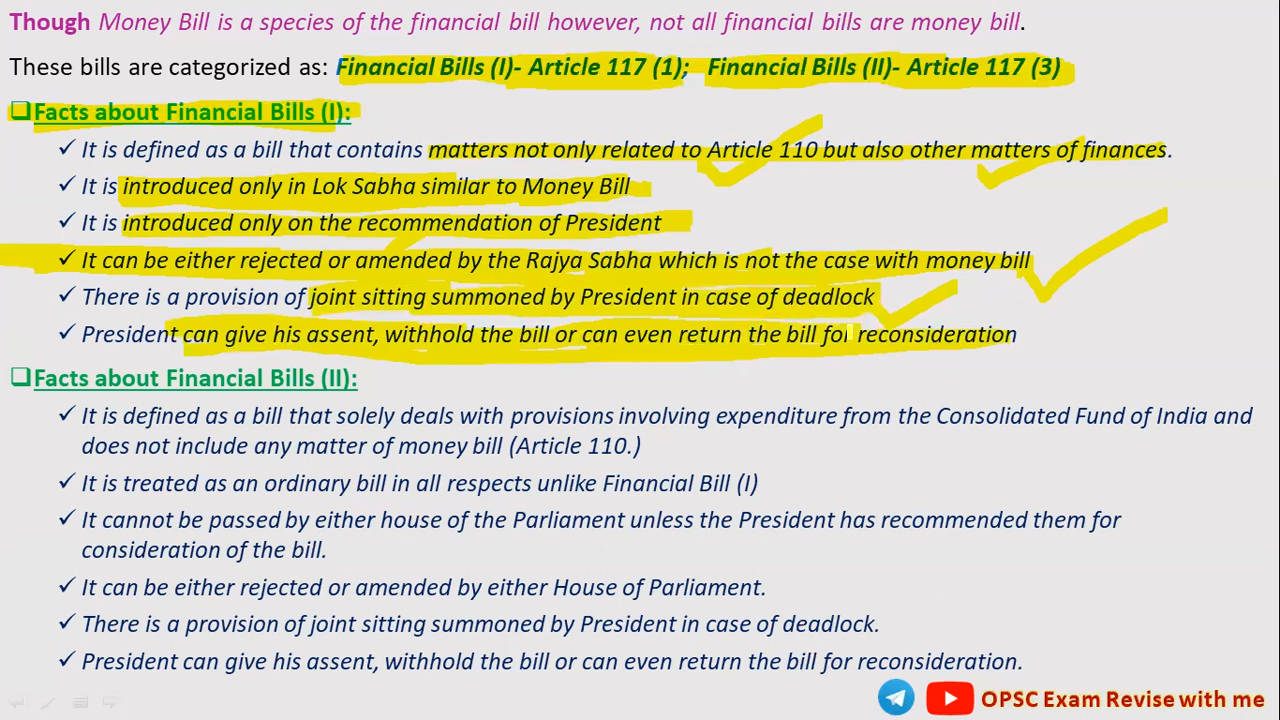 Though Money Bill is a species of the financial bill however, not all financial bills are money bill.
These bills are categorized as: Financial Bills (I)- Article 117 (1); Financial Bills (II)- Article 117 (3)
Facts about Financial Bills (I):
It is defined as a bill that contains matters not only related to Article 110 but also other matters of finances.
It is introduced only in Lok Sabha similar to Money Bill
It is introduced only on the recommendation of President
It can be either rejected or amended by the Rajya Sabha which is not the case with money bill
There is a provision of joint sitting summoned by President in case of deadlock
President can give his assent, withhold the bill or can even return the bill for reconsideration
Facts about Financial Bills (II):
It is defined as a bill that solely deals with provisions involving expenditure from the Consolidated Fund of India and
does not include any matter of money bill (Article 110.)
It is treated as an ordinary bill in all respects unlike Financial Bill (I)
It cannot be passed by either house of the Parliament unless the President has recommended them for
consideration of the bill.
It can be either rejected or amended by either House of Parliament.
There is a provision of joint sitting summoned by President in case of deadlock.
President can give his assent, withhold the bill or can even return the bill for reconsideration.
OPSC Exam Revise with me